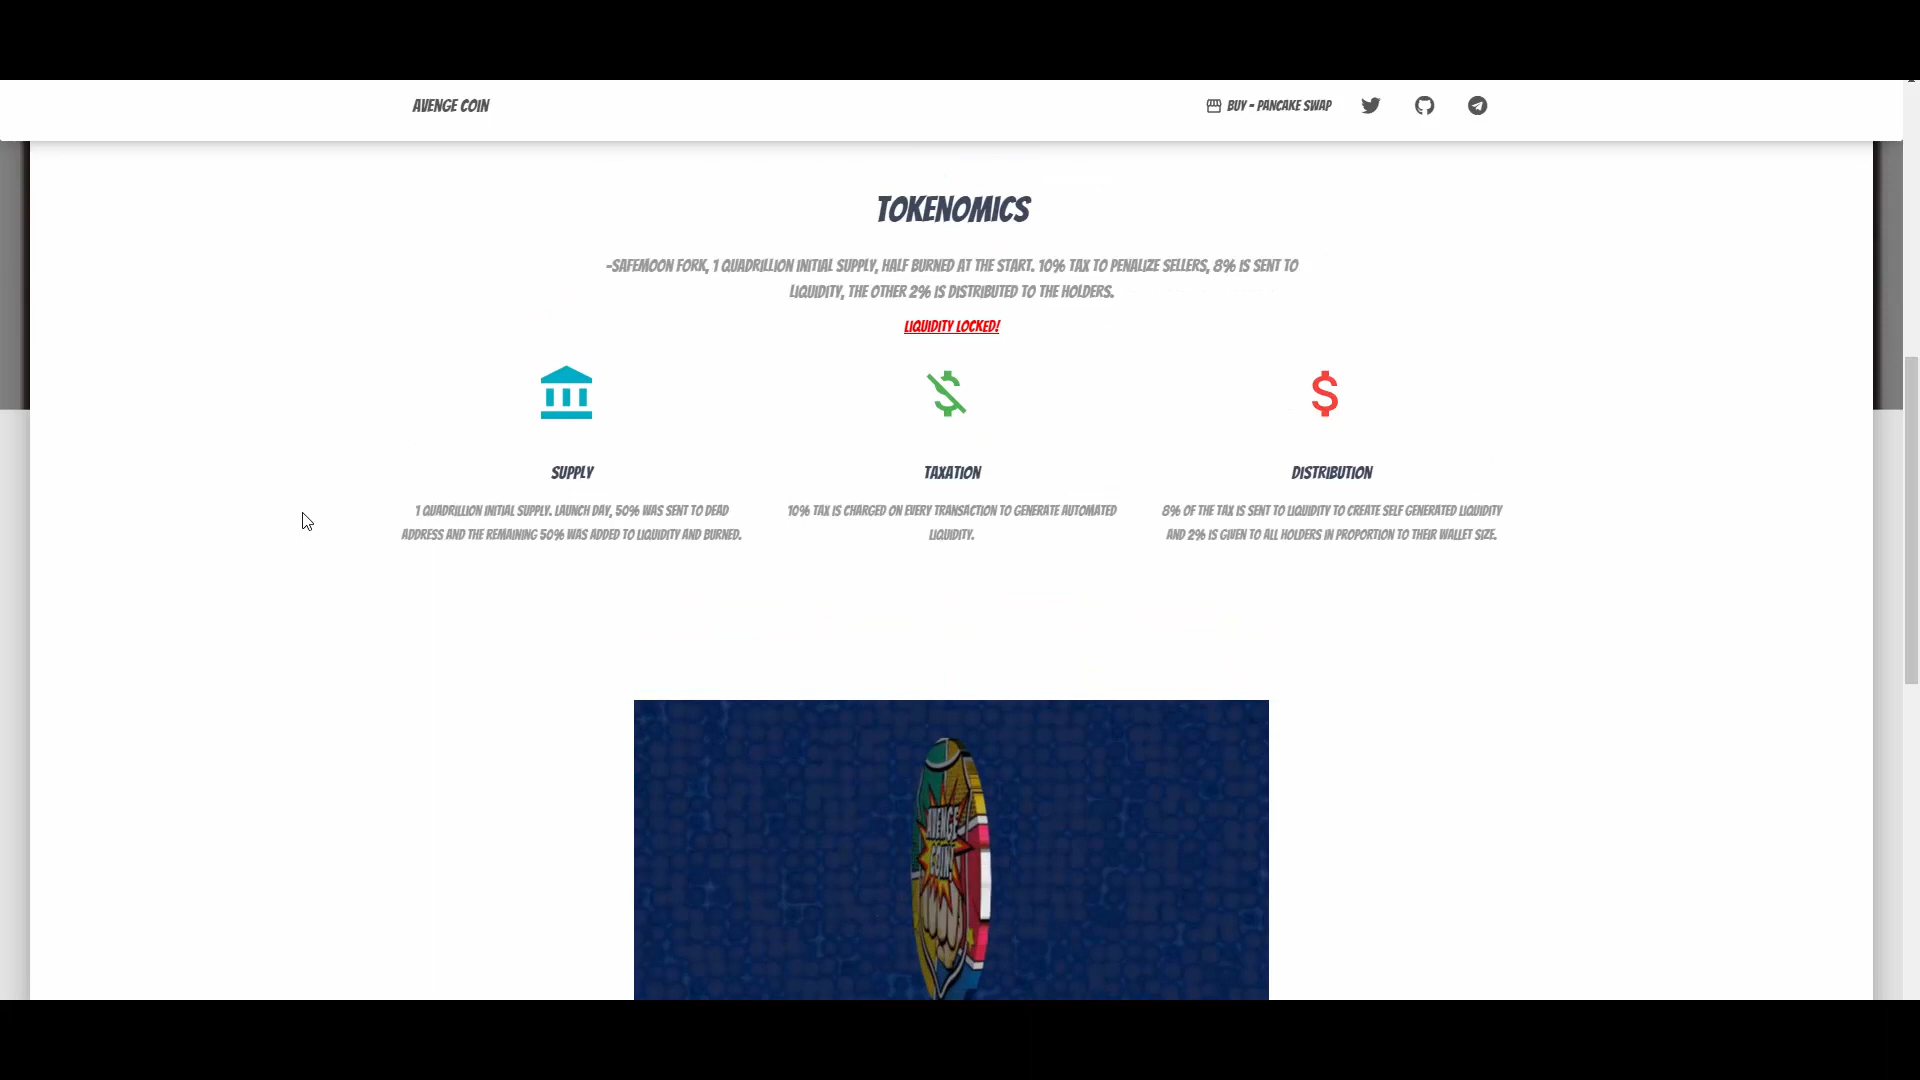 AVENGE COIN
BUY - PANCAKE SWAP
TOKENOMICS
-SAFEMOON FORK, 1 QUADRILLION INITIAL SUPPLY, HALF BURNED AT THE START. 10% TAX TO PENALIZE SELLERS, 8% IS SENT TO
LIQUIDITY, THE OTHER 2% IS DISTRIBUTED TO THE HOLDERS.
LIQUIDITY LOCKED!
SUPPLY
1 QUADRILLION INITIAL SUPPLY. LAUNCH DAY, 50% WAS SENT TO DEAD
ADDRESS AND THE REMAINING 50% WAS ADDED TO LIQUIDITY AND BURNED.
TAXATION
10% TAX IS CHARGED ON EVERY TRANSACTION TO GENERATE AUTOMATED
LIQUIDITY.
DISTRIBUTION
8% OF THE TAX IS SENT TO LIQUIDITY TO CREATE SELF GENERATED LIQUIDITY
AND 2% IS GIVEN TO ALL HOLDERS IN PROPORTION TO THEIR WALLET SIZE.
AVENGE
COIN!